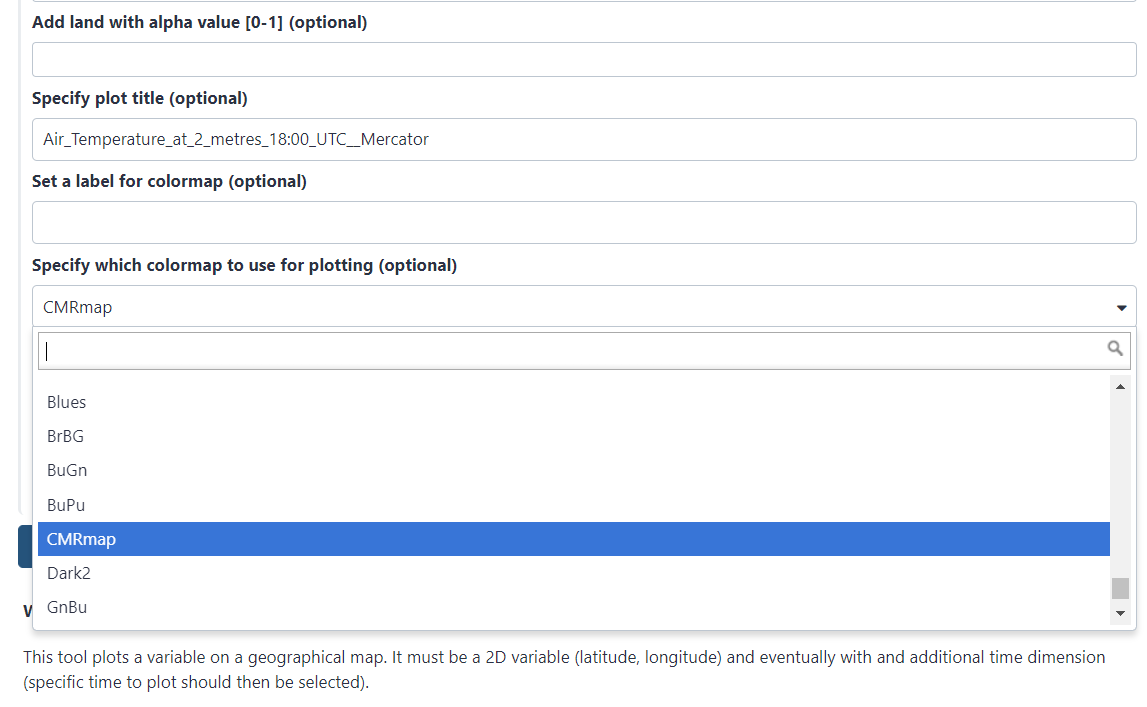 Add land with alpha value [0-1] (optional)
Specify plot title (optional)
Air_Temperature_at_2_metres_18:00_UTC__Mercator
Set a label for colormap (optional)
Specify which colormap to use for plotting (optional)
CMRmap
Blues
BrBG
BuGn
BuPu
CMRmap
Dark2
GnBu
This tool plots a variable on a geographical map. It must be a 2D variable (latitude, longitude) and eventually with and additional time dimension
(specific time to plot should then be selected).